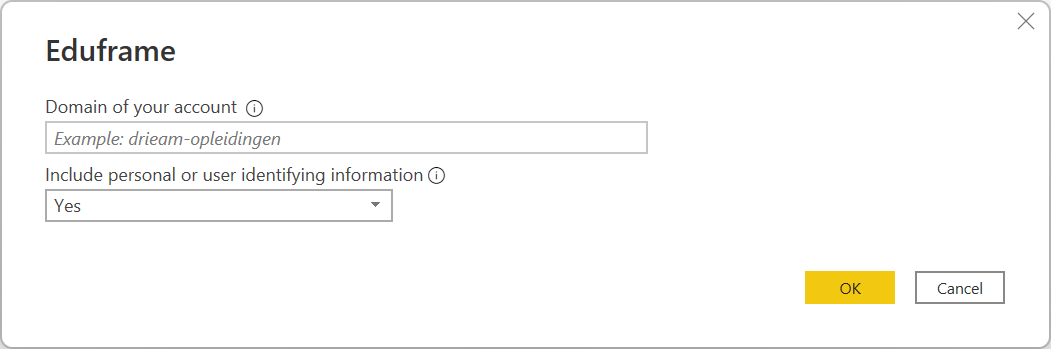 Eduframe
Domain of your account
Example: drieam-opleidingen
Include personal or user identifying information
Yes
OK
Cancel